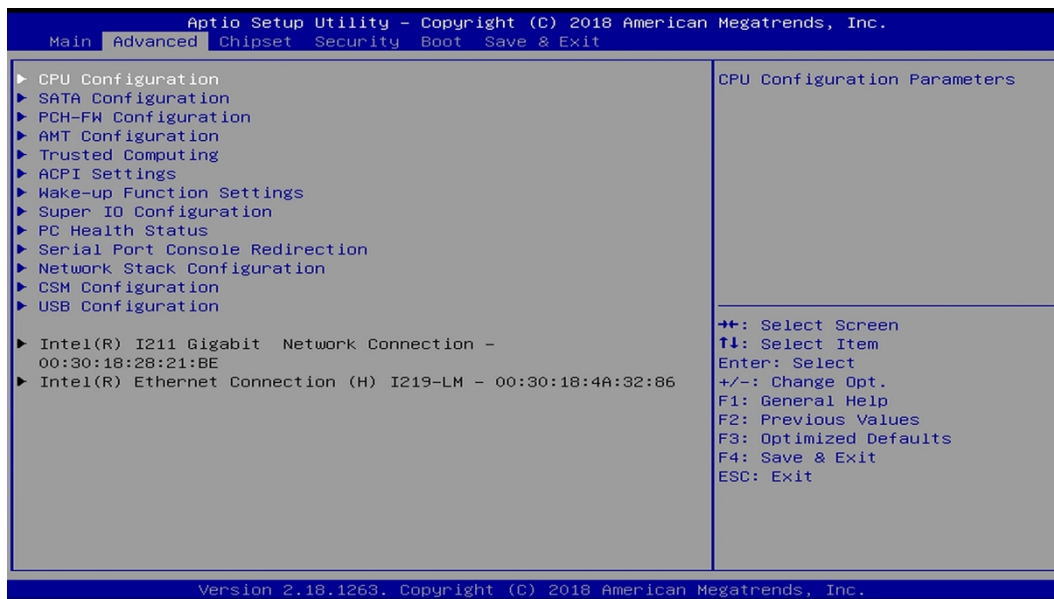 Aptio Setup Utility – Copyright (C) 2018 American Megatrends, Inc.
Main Advanced Chipset Security Boot Save & Exit
▶ CPU Configuration
▶ SATA Configuration
▶ PCH-FW Configuration
▶ AMT Configuration
▶ Trusted Computing
▶ ACPI Settings
▶ Wake-up Function Settings
▶ Super IO Configuration
▶ PC Health Status
▶ Serial Port Console Redirection
▶ Network Stack Configuration
▶ CSM Configuration
▶ USB Configuration
▶ Intel(R) I211 Gigabit  Network Connection –
00:30:18:28:21:BE
▶ Intel(R) Ethernet Connection (H) I219-LM – 00:30:18:4A:32:86
CPU Configuration Parameters
→←: Select Screen
↑↓: Select Item
Enter: Select
+/-: Change Opt.
F1: General Help
F2: Previous Values
F3: Optimized Defaults
F4: Save & Exit
ESC: Exit
Version 2.18.1263. Copyright (C) 2018 American Megatrends, Inc.